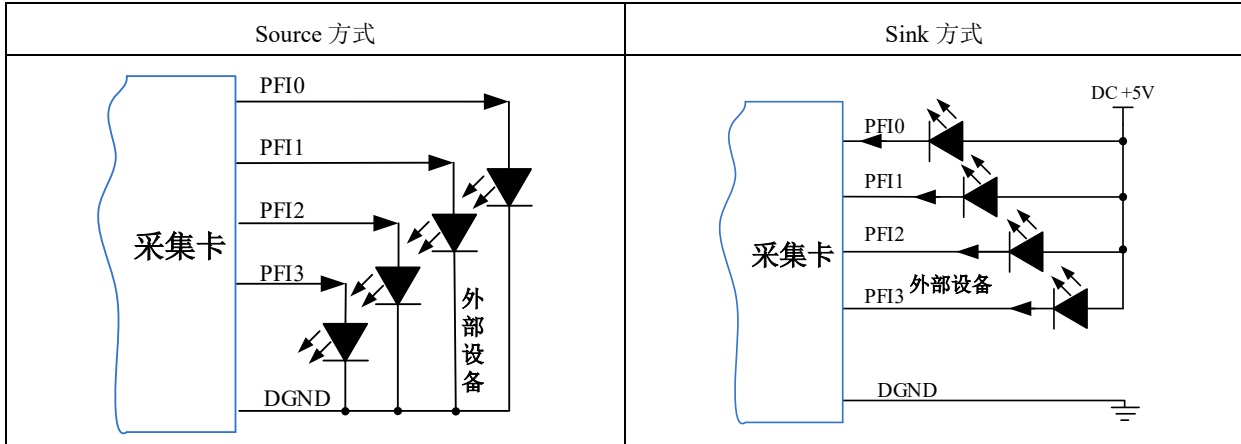 Source 方式
Sink 方式
PFI0
PFI1
PFI2
采集卡
PFI3
外部设备
DGND
DC +5V
PFI0
PFI1
PFI2
采集卡
外部设备
PFI3
DGND